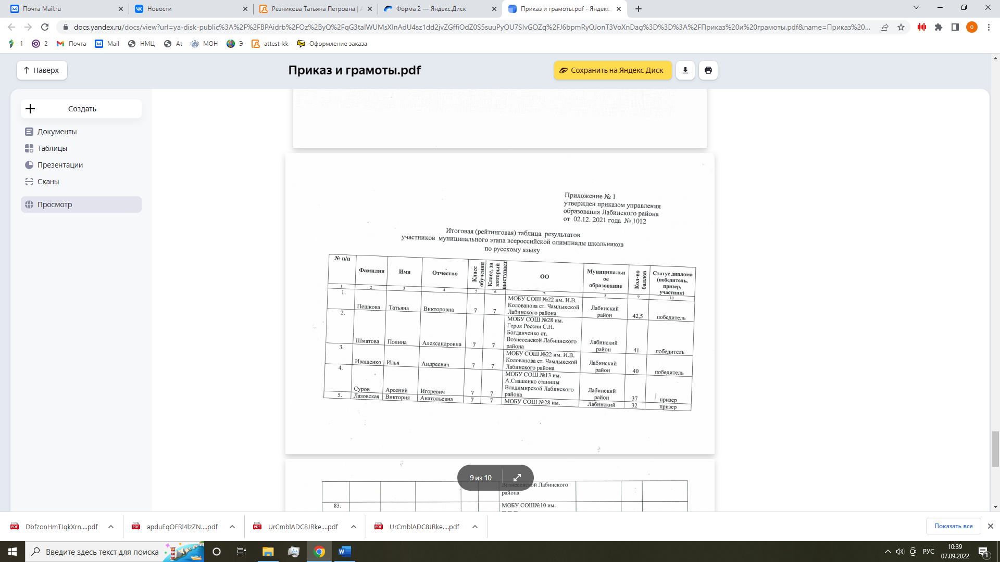 Почта Mail.ru
Новости
Резникова Татьяна Петровна |
Форма 2 — Яндекс.Диск
Приказ и грамоты.pdf - Яндекс.
docs.yandex.ru/docs/view?url=ya-disk-public%3A%2F%2FBPAidrb%2FOz%2ByQ%2FqG3taIWUMsXInAdU4sz1dd2jvZGffiOdZ0S5suuPyOU7SIvGOZq%2FJ6bpmRyOJonT3VoXnDag%3D%3D%3A%2FПриказ%20и%20грамоты.pdf&name=Приказ%20...
o
1
2
Почта
Mail
НМЦ
At
МОН
Э
attest-kk
Оформление заказа
Наверх
Приказ и грамоты.pdf
Сохранить на Яндекс Диск
Создать
Документы
Таблицы
Презентации
Сканы
Просмотр
Приложение № 1
утвержден приказом управления
образования Лабинского района
от 02.12. 2021 года № 1012
Итоговая (рейтинговая) таблица результатов
участников муниципального этапа всероссийской олимпиады школьников
по русскому языку
№ п/п
Фамилия
Имя
Отчество
Класс обучения
Класс, за который выступает
ОО
Муниципальн
ое
образование
Кол-во баллов
Статус диплома
(победитель,
призер,
участник)
1 2 3 4 5 6 7 8 9 10
1. Пешкова Татьяна Викторовна 7 7
МОБУ СОШ №22 им. И.В.
Колованова ст. Чамлыкской
Лабинского района
Лабинский
район
42,5 победитель
2. Шматова Полина Александровна 7 7
МОБУ СОШ №28 им.
Героя России С.Н.
Богданченко ст.
Вознесенской Лабиннского
района
Лабинский
район
41 победитель
3. Иващенко Илья Андреевич 7 7
МОБУ СОШ №22 им. И.В.
Колованова ст. Чамлыкской
Лабинского района
Лабинский
район
40 победитель
4. Суров Арсений Игоревич 7 7
МОБУ СОШ №13 им.
А.Свашенко станицы
Владимирской Лабинского
района
Лабинский
район
37 призер
5. Лазовская Виктория Анатольевна 7 7 МОБУ СОШ №28 им. Лабинский 32 призер
9 из 10
Вознесенской Лабинского
района
83. МОБУ СОШ№10 им.
DbfzonHmTJqkXrn....pdf
apduEqOFRl4lzZN....pdf
UrCmblADC8JRke....pdf
UrCmblADC8JRke....pdf
Показать все
Введите здесь текст для поиска
РУС
10:39
07.09.2022
1